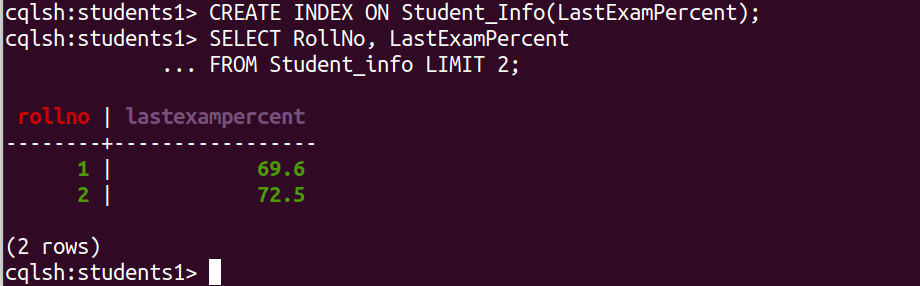 cqlsh:students1> CREATE INDEX ON Student_Info(LastExamPercent);
cqlsh:students1> SELECT RollNo, LastExamPercent
             ... FROM Student_info LIMIT 2;

 rollno | lastexampercent
--------+-----------------
      1 |            69.6
      2 |            72.5

(2 rows)
cqlsh:students1>